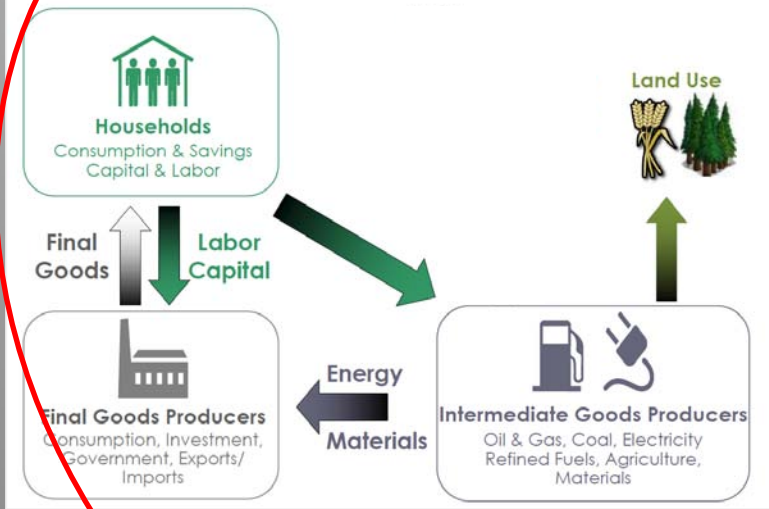 Households
Consumption & Savings
Capital & Labor
Land Use
Final
Goods
Labor
Capital
Final Goods Producers
Consumption, Investment,
Government, Exports/
Imports
Energy
Materials
Intermediate Goods Producers
Oil & Gas, Coal, Electricity
Refined Fuels, Agriculture,
Materials